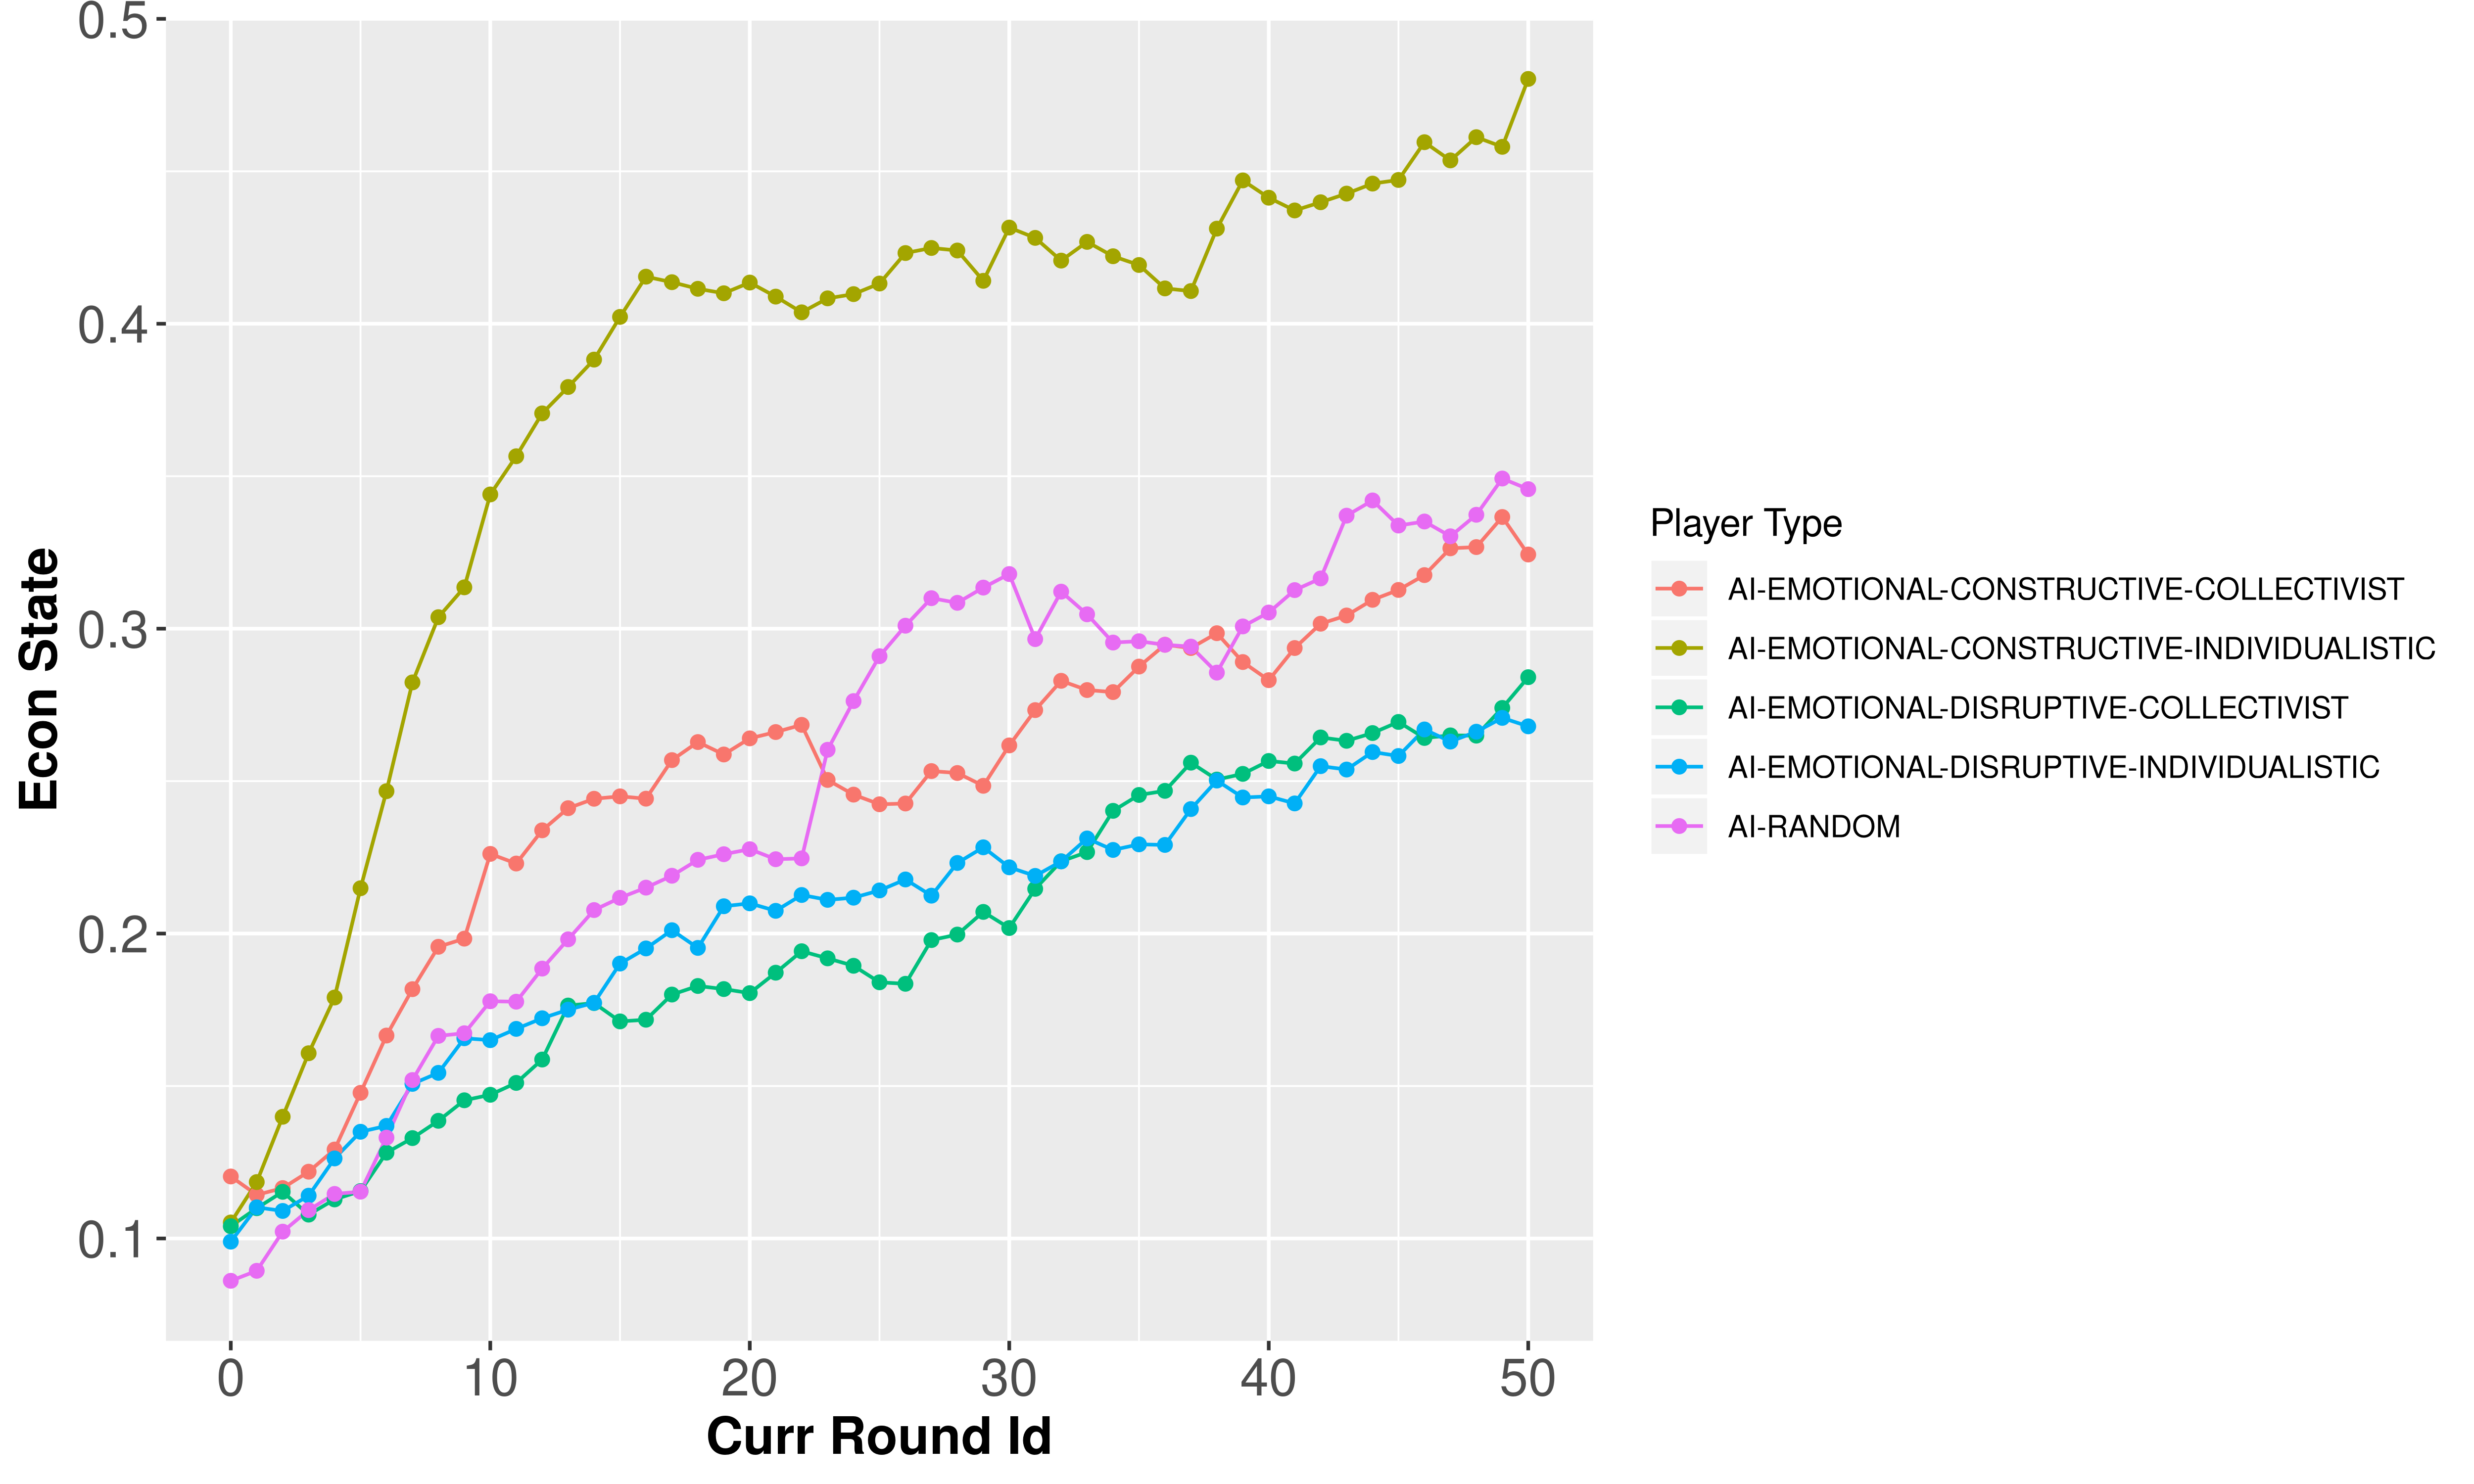 0.5
0.4
0.3
0.2
0.1
Econ State
0
10
20
30
40
50
Curr Round Id
Player Type
AI-EMOTIONAL-CONSTRUCTIVE-COLLECTIVIST
AI-EMOTIONAL-CONSTRUCTIVE-INDIVIDUALISTIC
AI-EMOTIONAL-DISRUPTIVE-COLLECTIVIST
AI-EMOTIONAL-DISRUPTIVE-INDIVIDUALISTIC
AI-RANDOM